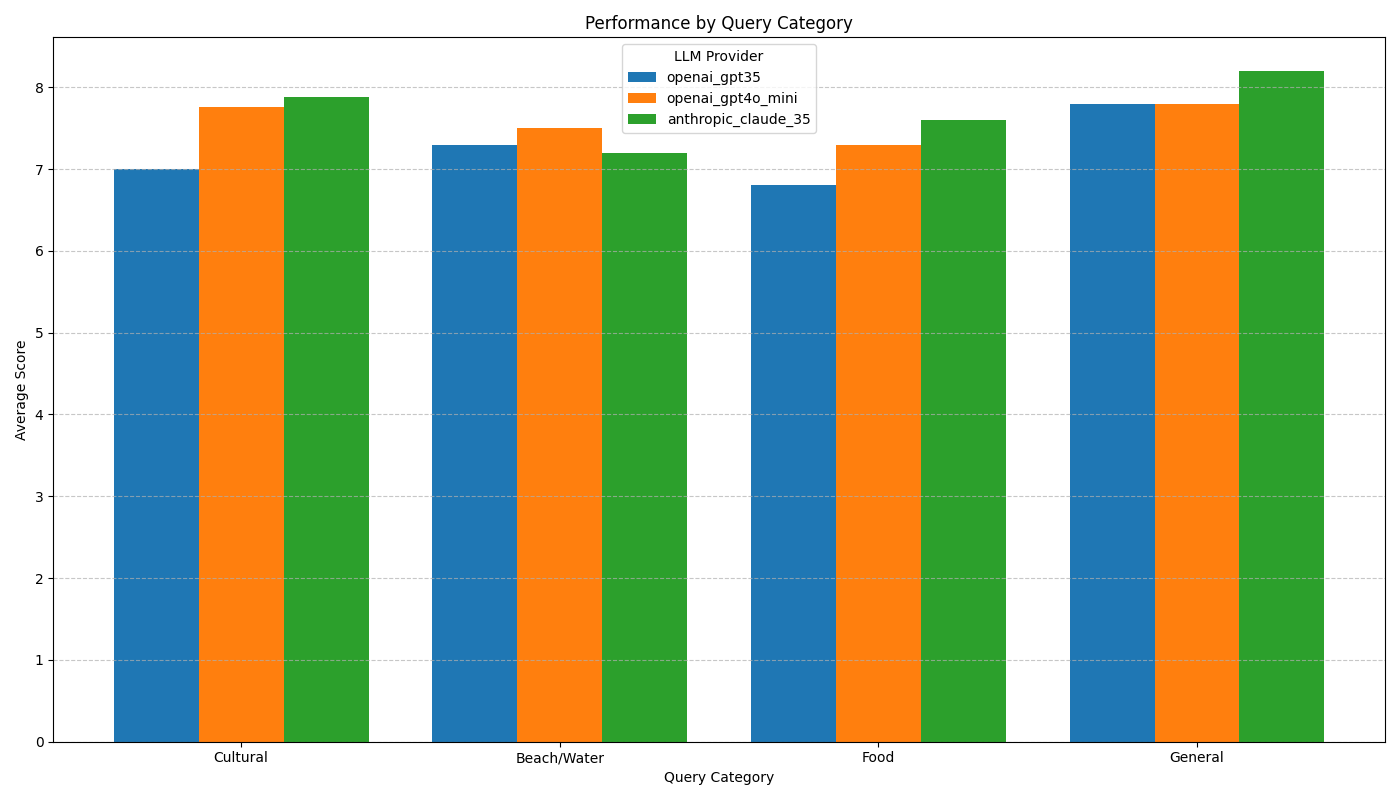 Performance by Query Category
LLM Provider
openai_gpt35
openai_gpt4o_mini
anthropic_claude_35
Average Score
8
7
6
5
4
3
2
1
0
Cultural
Beach/Water
Food
General
Query Category